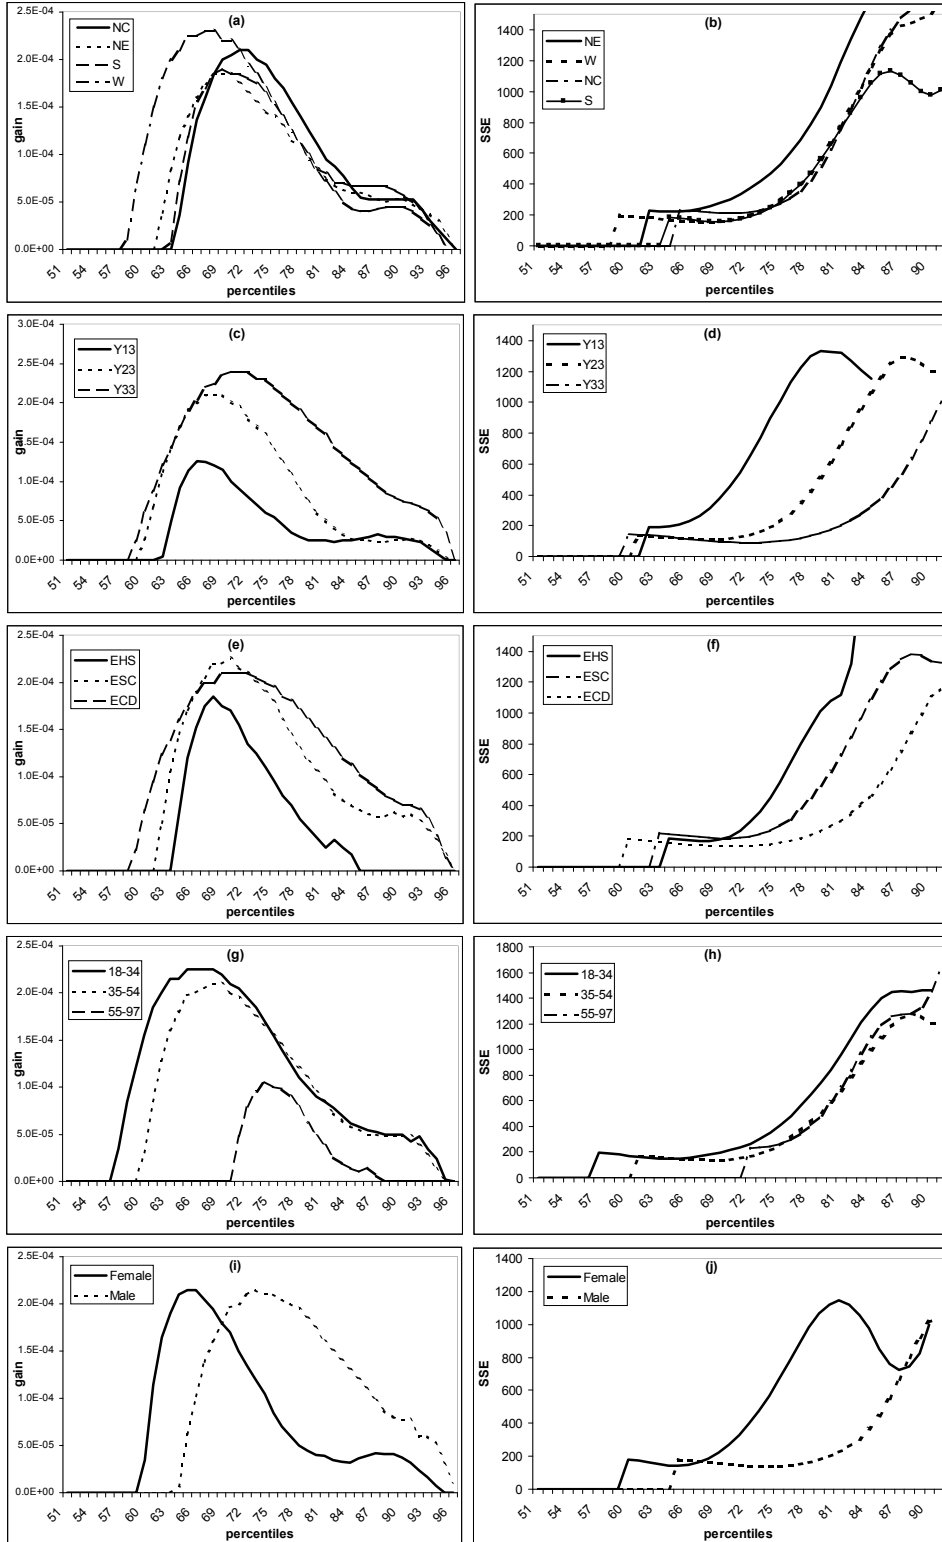 (a)
NC
NE
S
W
gain
2.5E-04
2.0E-04
1.5E-04
1.0E-04
5.0E-05
0.0E+00
51 54 57 60 63 66 69 72 75 78 81 84 87 90 93 96
percentiles
(b)
NE
W
NC
S
SSE
1400
1200
1000
800
600
400
200
0
51 54 57 60 63 66 69 72 75 78 81 84 87 90
percentiles
(c)
Y13
Y23
Y33
gain
3.0E-04
2.5E-04
2.0E-04
1.5E-04
1.0E-04
5.0E-05
0.0E+00
51 54 57 60 63 66 69 72 75 78 81 84 87 90 93 96
percentiles
(d)
Y13
Y23
Y33
SSE
1400
1200
1000
800
600
400
200
0
51 54 57 60 63 66 69 72 75 78 81 84 87 90
percentiles
(e)
EHS
ESC
ECD
gain
2.5E-04
2.0E-04
1.5E-04
1.0E-04
5.0E-05
0.0E+00
51 54 57 60 63 66 69 72 75 78 81 84 87 90 93 96
percentiles
(f)
EHS
ESC
ECD
SSE
1400
1200
1000
800
600
400
200
0
51 54 57 60 63 66 69 72 75 78 81 84 87 90
percentiles
(g)
18-34
35-54
55-97
gain
2.5E-04
2.0E-04
1.5E-04
1.0E-04
5.0E-05
0.0E+00
51 54 57 60 63 66 69 72 75 78 81 84 87 90 93 96
percentiles
(h)
18-34
35-54
55-97
SSE
1800
1600
1400
1200
1000
800
600
400
200
0
51 54 57 60 63 66 69 72 75 78 81 84 87 90
percentiles
(i)
Female
Male
gain
2.5E-04
2.0E-04
1.5E-04
1.0E-04
5.0E-05
0.0E+00
51 54 57 60 63 66 69 72 75 78 81 84 87 90 93 96
percentiles
(j)
Female
Male
SSE
1400
1200
1000
800
600
400
200
0
51 54 57 60 63 66 69 72 75 78 81 84 87 90
percentiles